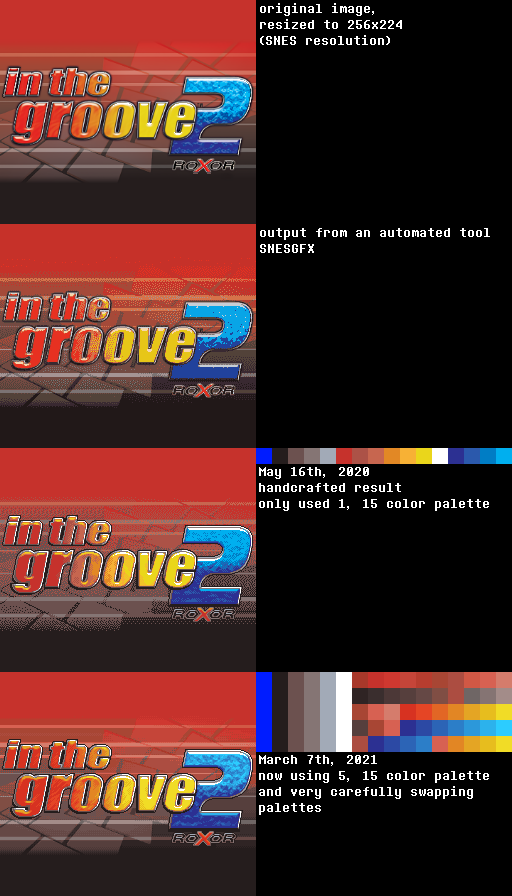 original image,
resized to 256x224
(SNES resolution)
in the
groove 2
ROXOR
output from an automated tool
SNESGFX
in the
groove 2
ROXOR
May 16th, 2020
handcrafted result
only used 1, 15 color palette
in the
groove 2
ROXOR
March 7th, 2021
now using 5, 15 color palette
and very carefully swapping
palettes
in the
groove 2
ROXOR